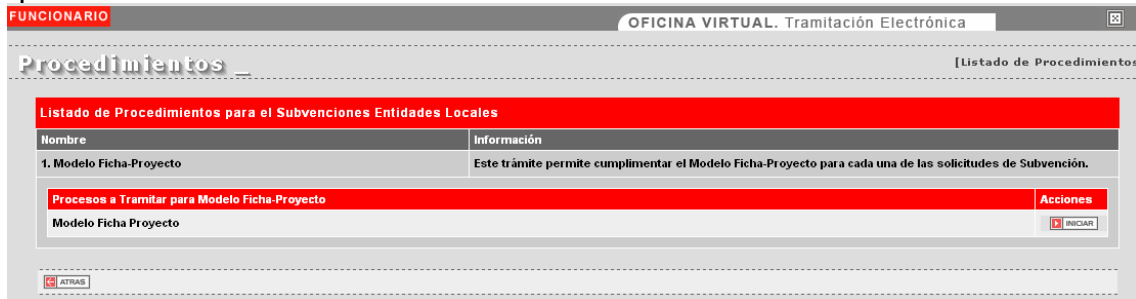 FUNCIONARIO
OFICINA VIRTUAL. Tramitación Electrónica
Procedimientos _
[Listado de Procedimientos
Listado de Procedimientos para el Subvenciones Entidades Locales
Nombre Información
1. Modelo Ficha-Proyecto Este trámite permite cumplimentar el Modelo Ficha-Proyecto para cada una de las solicitudes de Subvención.
Procesos a Tramitar para Modelo Ficha-Proyecto Acciones
Modelo Ficha Proyecto INICIAR
ATRAS